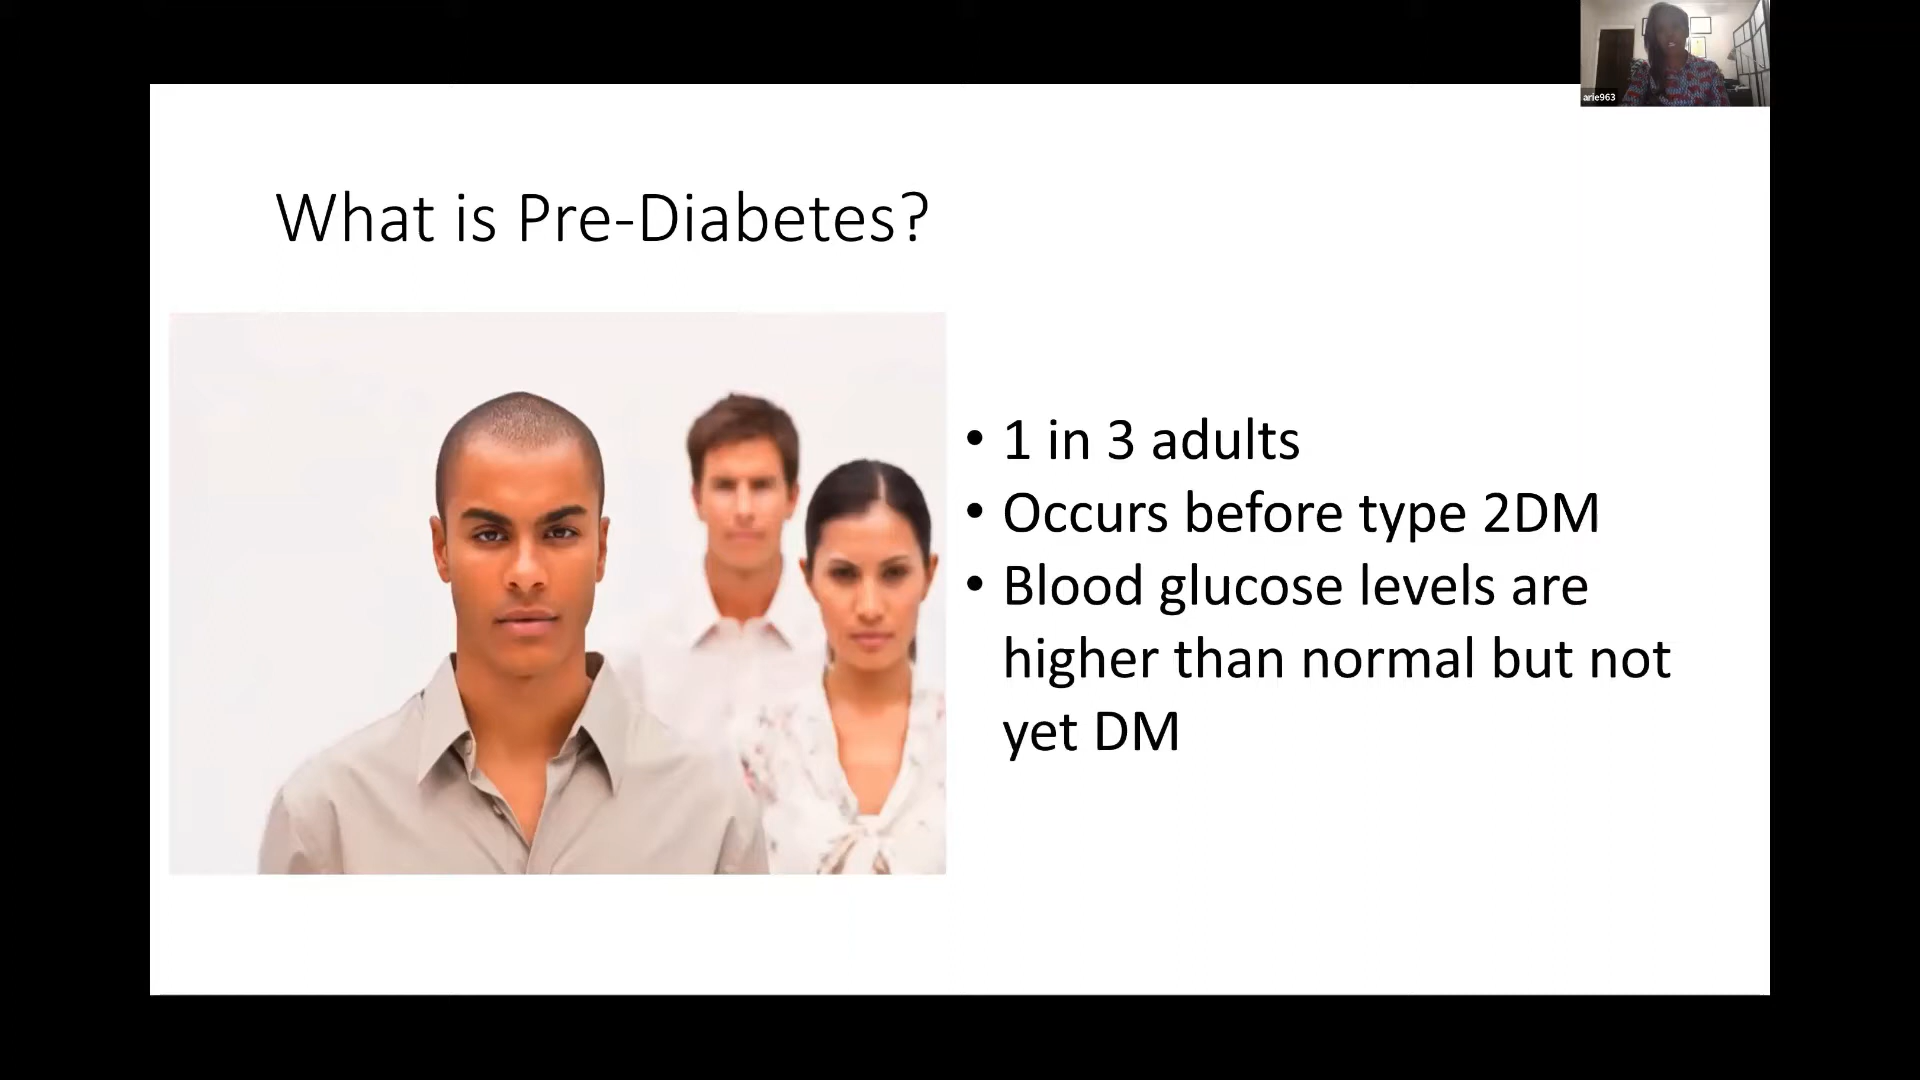 arie963
What is Pre-Diabetes?
• 1 in 3 adults
• Occurs before type 2DM
• Blood glucose levels are
higher than normal but not
yet DM